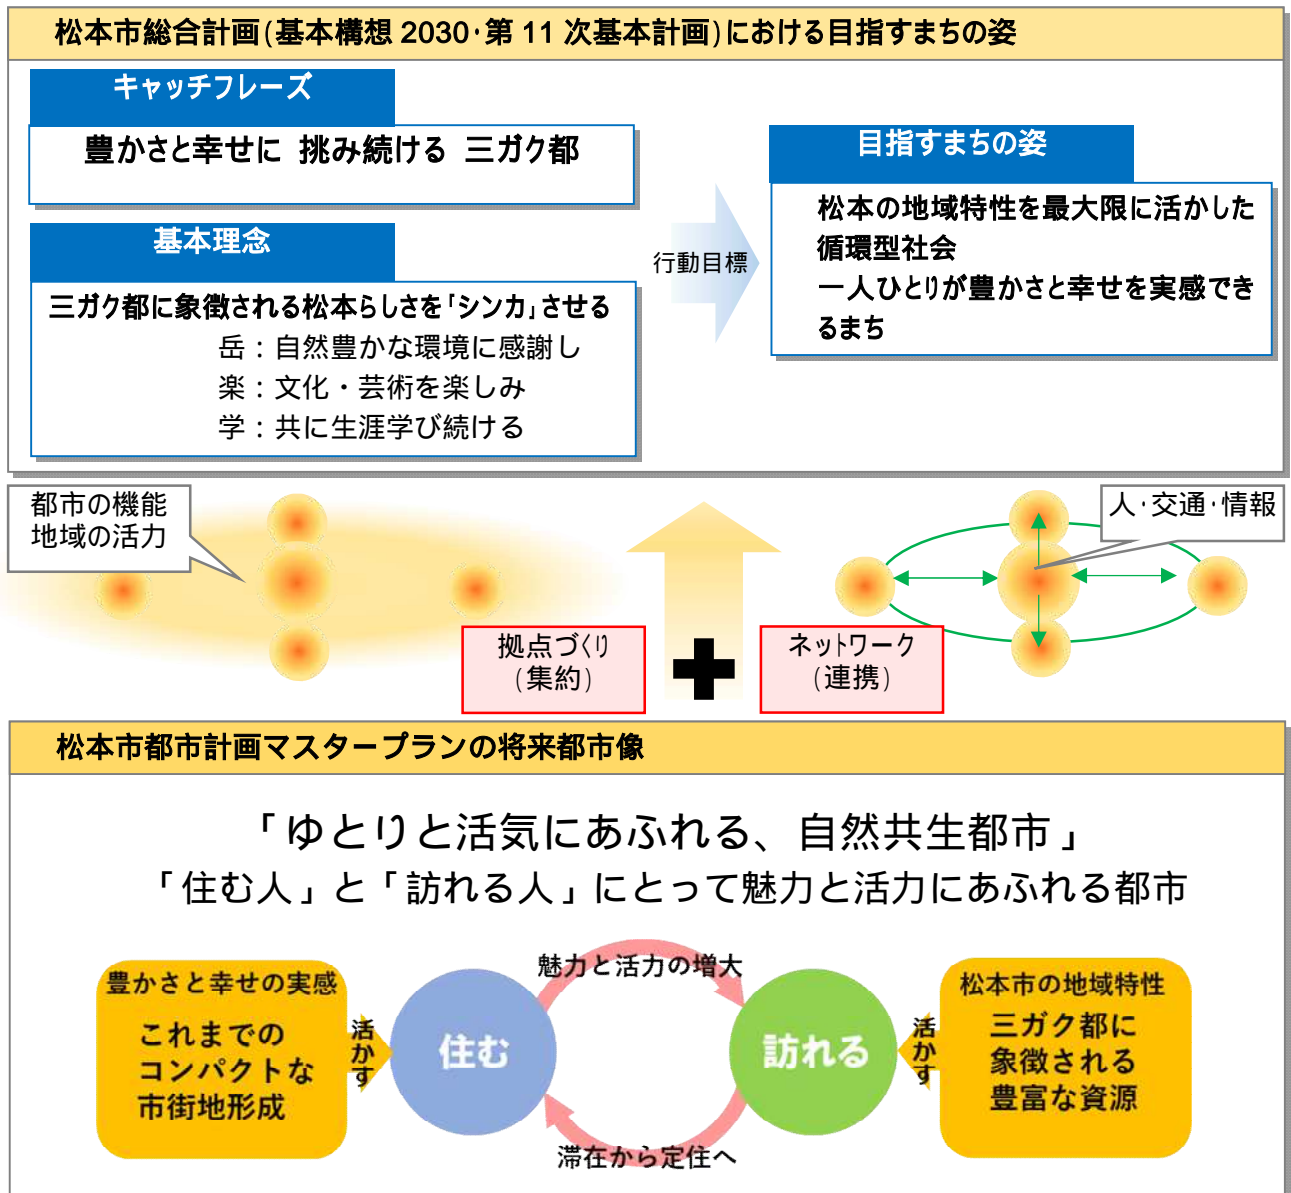 松本市総合計画(基本構想 2030・第 11 次基本計画)における目指すまちの姿
キャッチフレーズ
豊かさと幸せに 挑み続ける 三ガク都
基本理念
三ガク都に象徴される松本らしさを「シンカ」させる
岳：自然豊かな環境に感謝し
楽：文化・芸術を楽しみ
学：共に生涯学び続ける
行動目標
目指すまちの姿
松本の地域特性を最大限に活かした
循環型社会
一人ひとりが豊かさと幸せを実感でき
るまち
都市の機能
地域の活力
人・交通・情報
拠点づくり
(集約)
ネットワーク
(連携)
松本市都市計画マスタープランの将来都市像
「ゆとりと活気にあふれる、自然共生都市」
「住む人」と「訪れる人」にとって魅力と活力にあふれる都市
豊かさと幸せの実感
これまでの
コンパクトな
市街地形成
活かす
住む
魅力と活力の増大
滞在から定住へ
訪れる
活かす
松本市の地域特性
三ガク都に
象徴される
豊富な資源